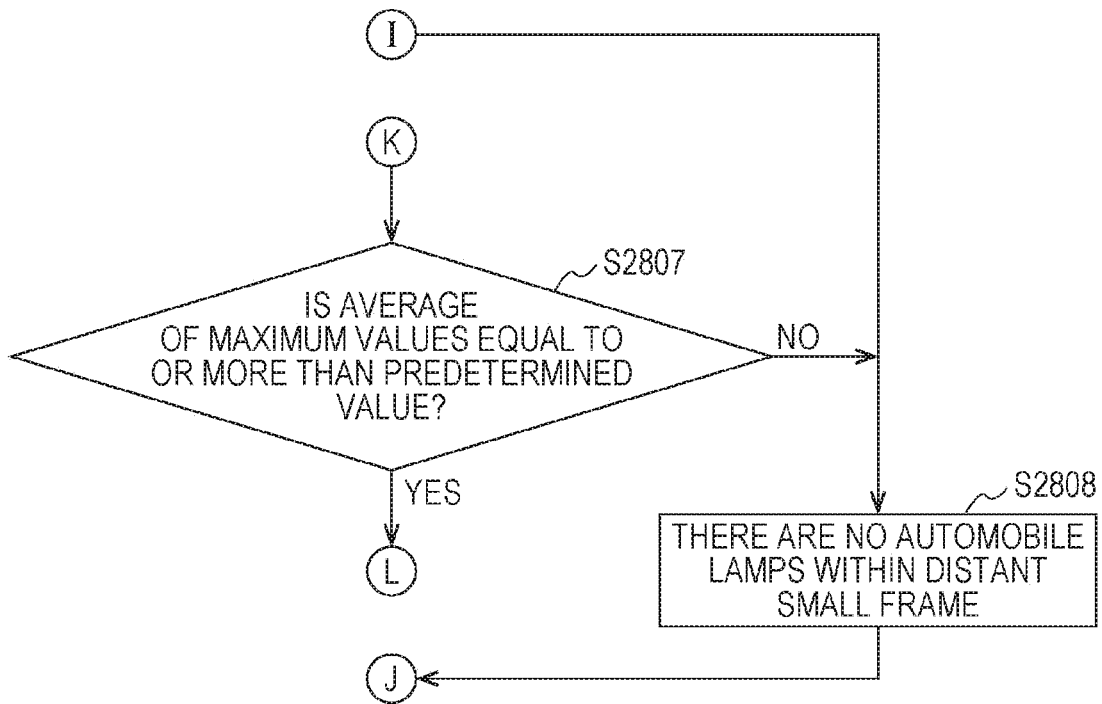 I
K
S2807
IS AVERAGE
OF MAXIMUM VALUES EQUAL TO
OR MORE THAN PREDETERMINED
VALUE?
NO
YES
S2808
THERE ARE NO AUTOMOBILE
LAMPS WITHIN DISTANT
SMALL FRAME
L
J